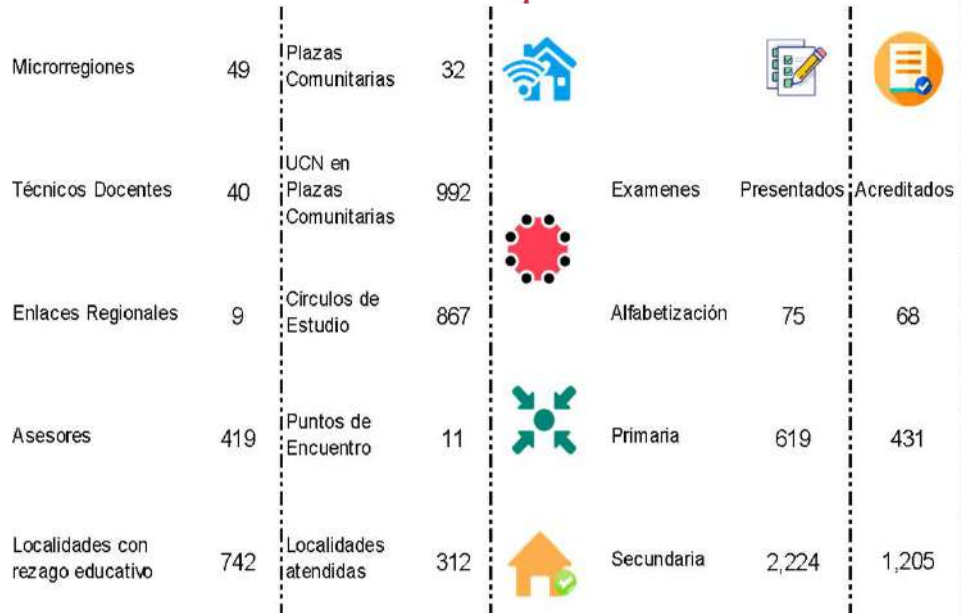 Microrregiones 49 Plazas
Comunitarias 32
Técnicos Docentes 40 UCN en
Plazas
Comunitarias 992 Examenes Presentados Acreditados
Enlaces Regionales 9 Circulos de
Estudio 867 Alfabetización 75 68
Asesores 419 Puntos de
Encuentro 11 Primaria 619 431
Localidades con
rezago educativo 742 Localidades
atendidas 312 Secundaria 2,224 1,205